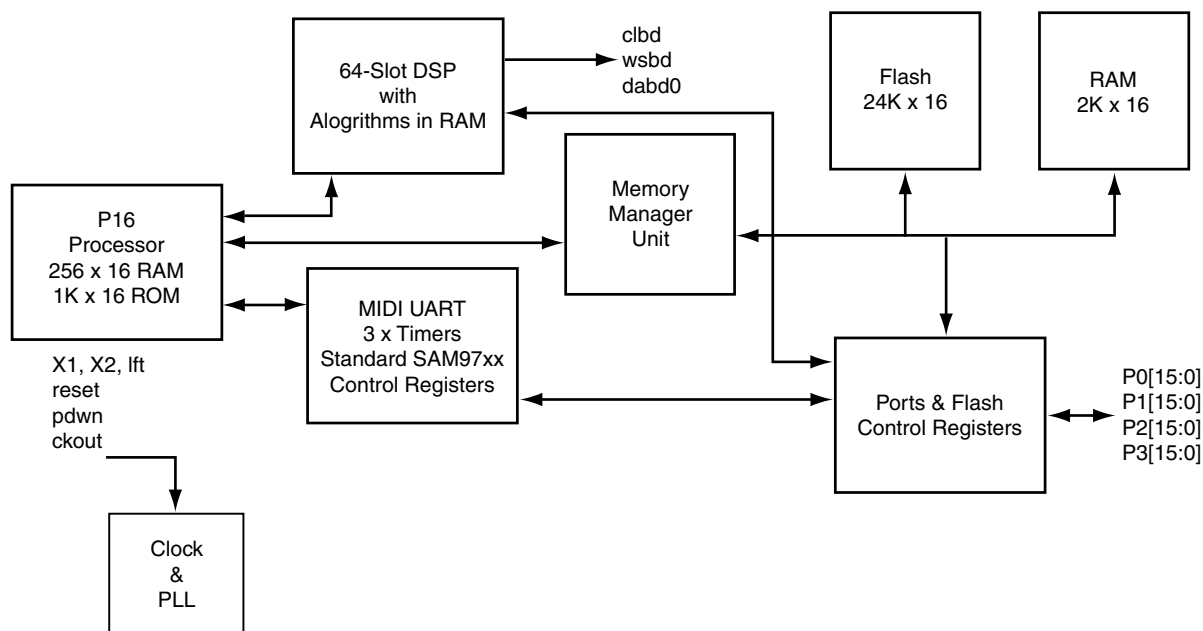 64-Slot DSP
with
Alogrithms in RAM
clbd
wsbd
dabd0
Flash
24K x 16
RAM
2K x 16
Memory
Manager
Unit
P16
Processor
256 x 16 RAM
1K x 16 ROM
MIDI UART
3 x Timers
Standard SAM97xx
Control Registers
X1, X2, lft
reset
pdwn
ckout
Ports & Flash
Control Registers
P0[15:0]
P1[15:0]
P2[15:0]
P3[15:0]
Clock
&
PLL